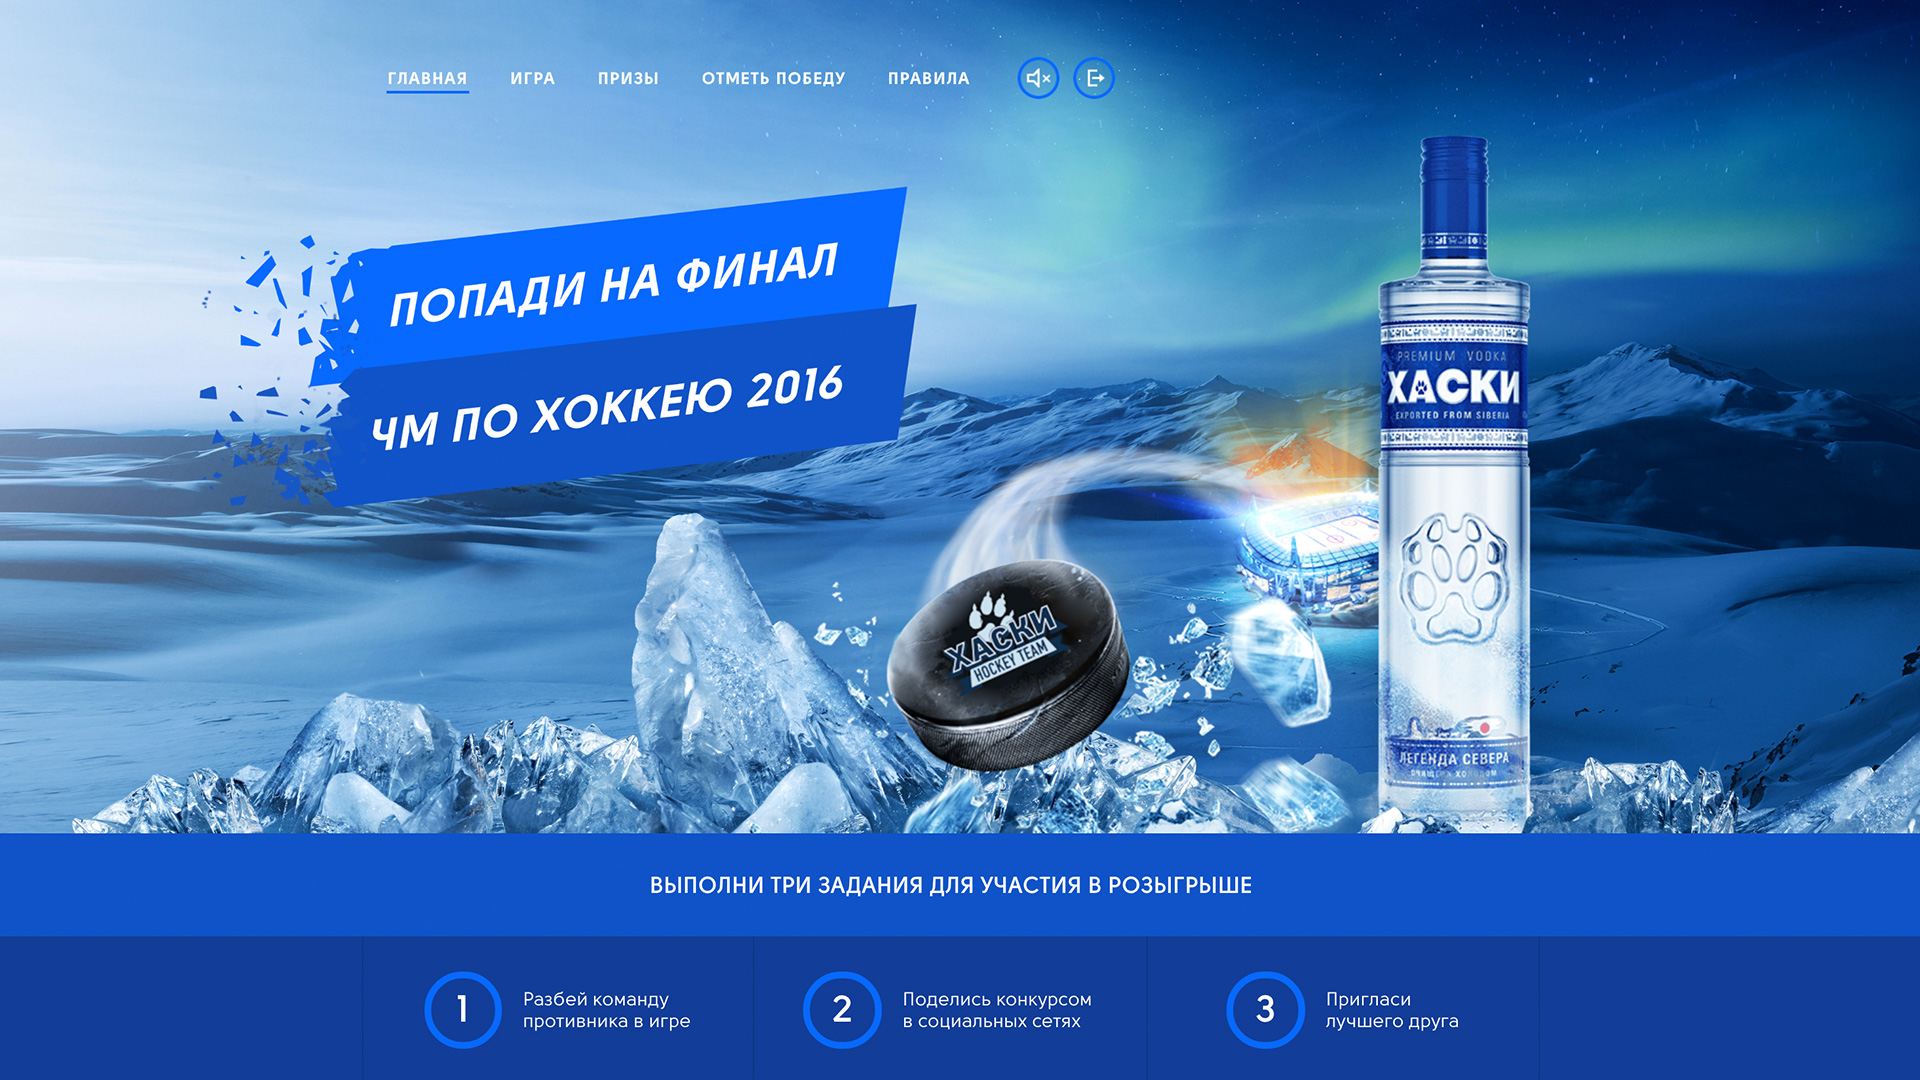 ГЛАВНАЯ ИГРА ПРИЗЫ ОТМЕТЬ ПОБЕДУ ПРАВИЛА
ПОПАДИ НА ФИНАЛ
ЧМ ПО ХОККЕЮ 2016
PREMIUM VODKA
ХАСКИ
EXPORTED FROM SIBERIA
ХАСКИ
HOCKEY TEAM
ЛЕГЕНДА СЕВЕРА
ОЧИЩЕНА ХОЛОДОМ
ВЫПОЛНИ ТРИ ЗАДАНИЯ ДЛЯ УЧАСТИЯ В РОЗЫГРЫШЕ
1 Разбей команду
противника в игре
2 Поделись конкурсом
в социальных сетях
3 Пригласи
лучшего друга